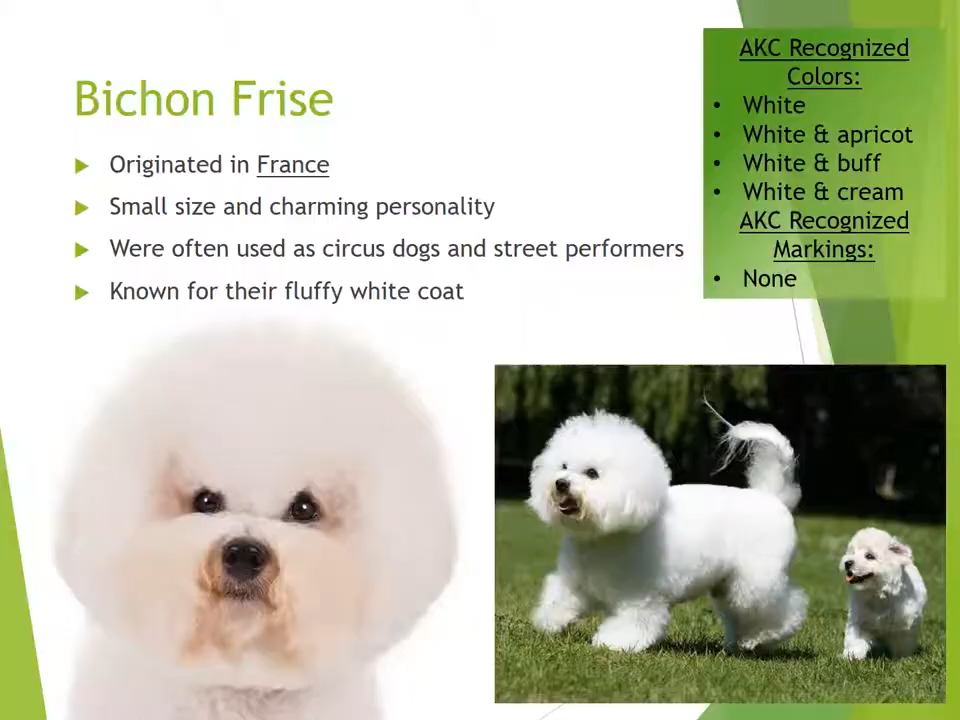 Bichon Frise
Originated in France
Small size and charming personality
Were often used as circus dogs and street performers
Known for their fluffy white coat
AKC Recognized
Colors:
• White
• White & apricot
• White & buff
• White & cream
AKC Recognized
Markings:
• None